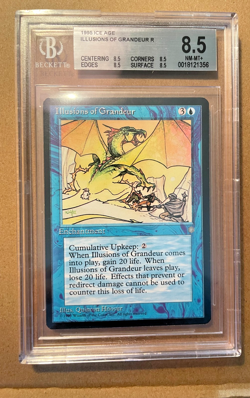 BECKETT
1995 ICE AGE
ILLUSIONS OF GRANDEUR R
CENTERING 8.5 CORNERS 8.5
EDGES 8.5 SURFACE 8.5
8.5
NM-MT+
0018121356
Illusions of Grandeur 3
Enchantment
Cumulative Upkeep: 2
When Illusions of Grandeur comes
into play, gain 20 life. When
Illusions of Grandeur leaves play,
lose 20 life. Effects that prevent or
redirect damage cannot be used to
counter this loss of life.
Illus.